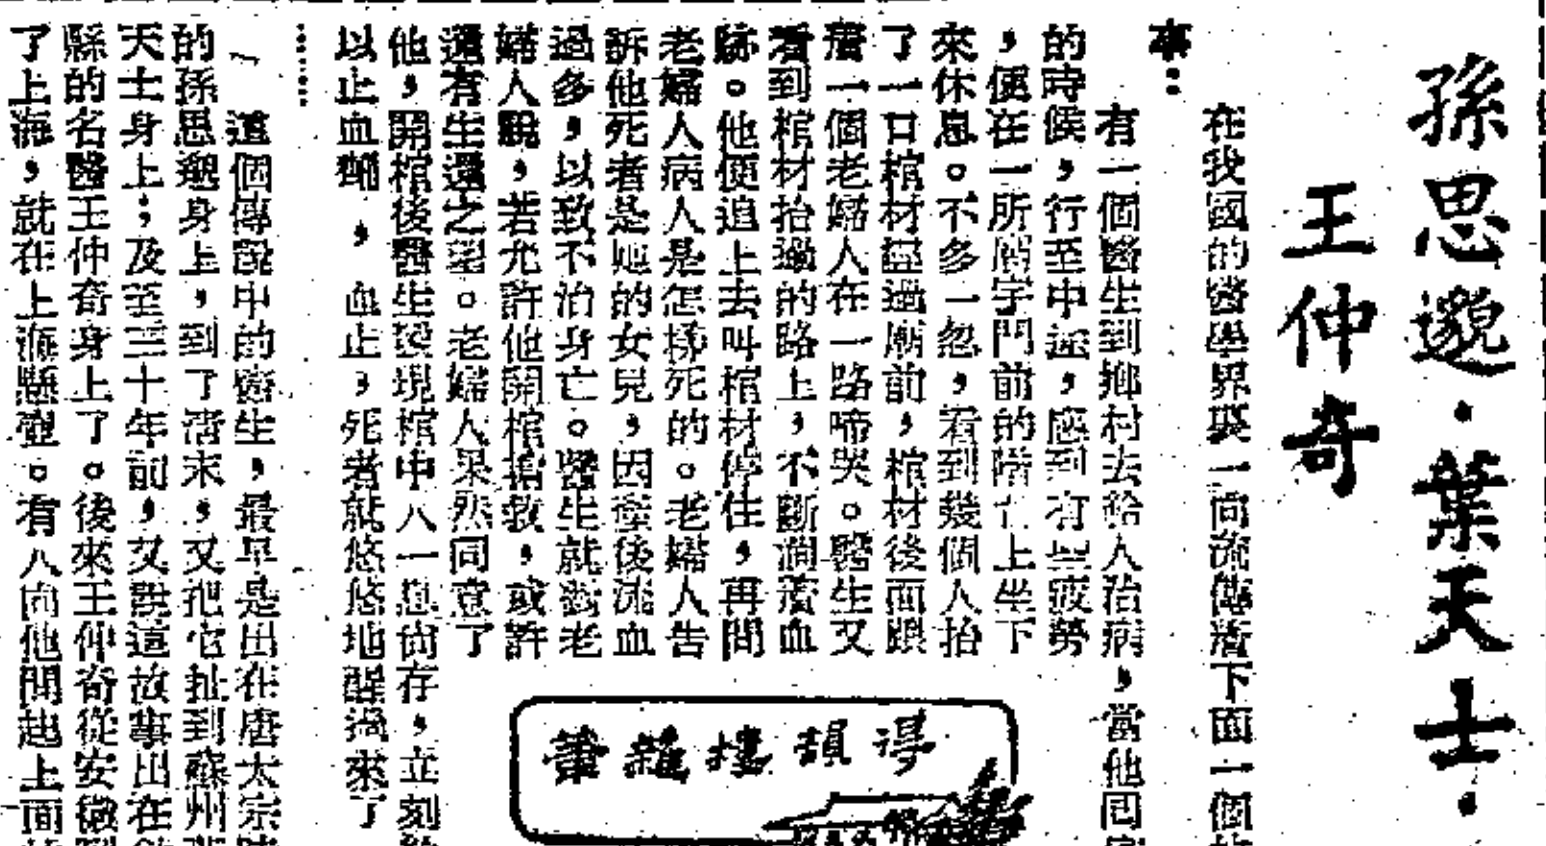 孫思邈·葉天士·
王仲奇
在我國的醫學界裏一向流傳着下面一個故
事：
有一個醫生到鄉村去給人治病，當他囘家
的時候，行至中途，感到有些疲勞
，便在一所廟宇門前的階上坐下
來休息。不多一忽，看到幾個人抬
了一口棺材經過廟前，棺材後面跟
着一個老婦人在一路啼哭。醫生又
看到棺材抬過的路上，不斷滴着血
跡。他便追上去叫棺材停住，再問
老婦人病人是怎樣死的。老婦人告
訴他死者是她的女兒，因產後流血
過多，以致不治身亡。醫生就對老
婦人說，若允許他開棺搶救，或許
還有生還之望。老婦人果然同意了
他，開棺後醫生發現棺中人一息尙存，立刻
以止血劑，血止，死者就悠悠地醒過來了
……
這個傳說中的醫生，最早是出在唐太宗時
的孫思邈身上，到了清末，又把它扯到蘇州葉
天士身上；及至三十年前，又說這故事出在
縣的名醫王仲奇身上了。後來王仲奇從安徽到
了上海，就在上海懸壺。有人向他問起上面
得韻樓雜薈